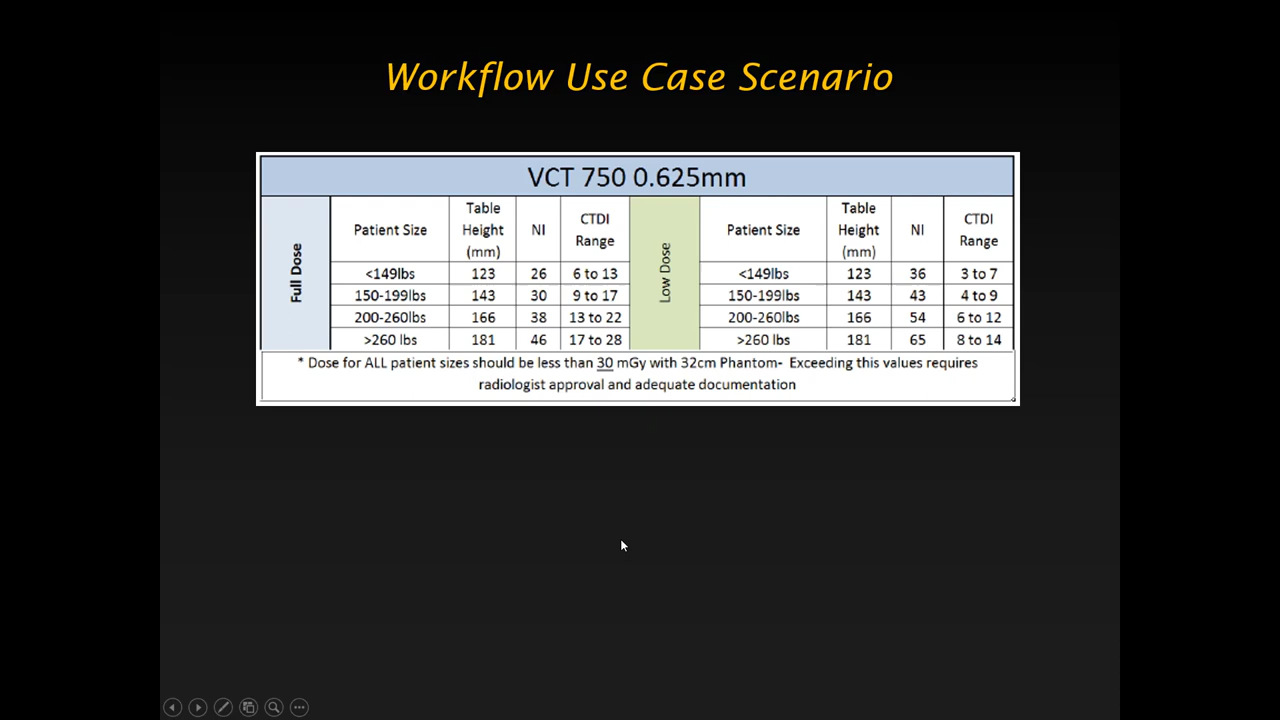 Workflow Use Case Scenario
VCT 750 0.625mm
Full Dose
Patient Size Table Height (mm) NI CTDI Range
<149lbs 123 26 6 to 13
150-199lbs 143 30 9 to 17
200-260lbs 166 38 13 to 22
>260 lbs 181 46 17 to 28
Low Dose
Patient Size Table Height (mm) NI CTDI Range
<149lbs 123 36 3 to 7
150-199lbs 143 43 4 to 9
200-260lbs 166 54 6 to 12
>260 lbs 181 65 8 to 14
* Dose for ALL patient sizes should be less than 30 mGy with 32cm Phantom- Exceeding this values requires
radiologist approval and adequate documentation